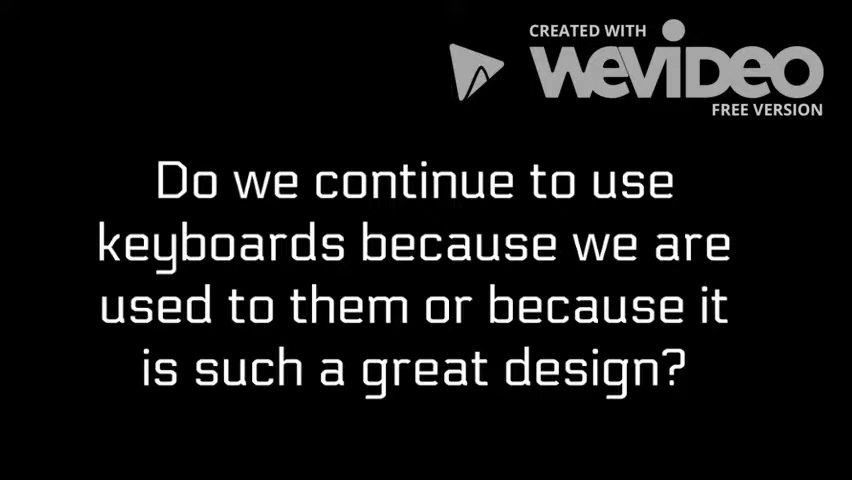 CREATED WITH
WEVIDEO
FREE VERSION
Do we continue to use
keyboards because we are
used to them or because it
is such a great design?